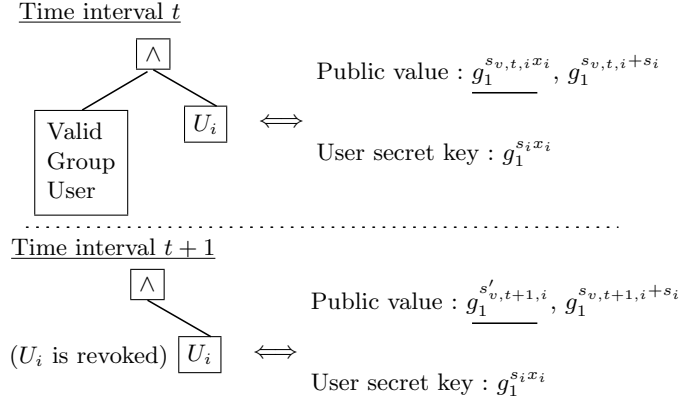 Time interval t
∧
Valid
Group
User
U_i
⟺
Public value : g_1^{s_{v,t,i}x_i}, g_1^{s_{v,t,i}+s_i}
User secret key : g_1^{s_i x_i}
Time interval t + 1
∧
(U_i is revoked) U_i
⟺
Public value : g_1^{s'_{v,t+1,i}}, g_1^{s_{v,t+1,i}+s_i}
User secret key : g_1^{s_i x_i}